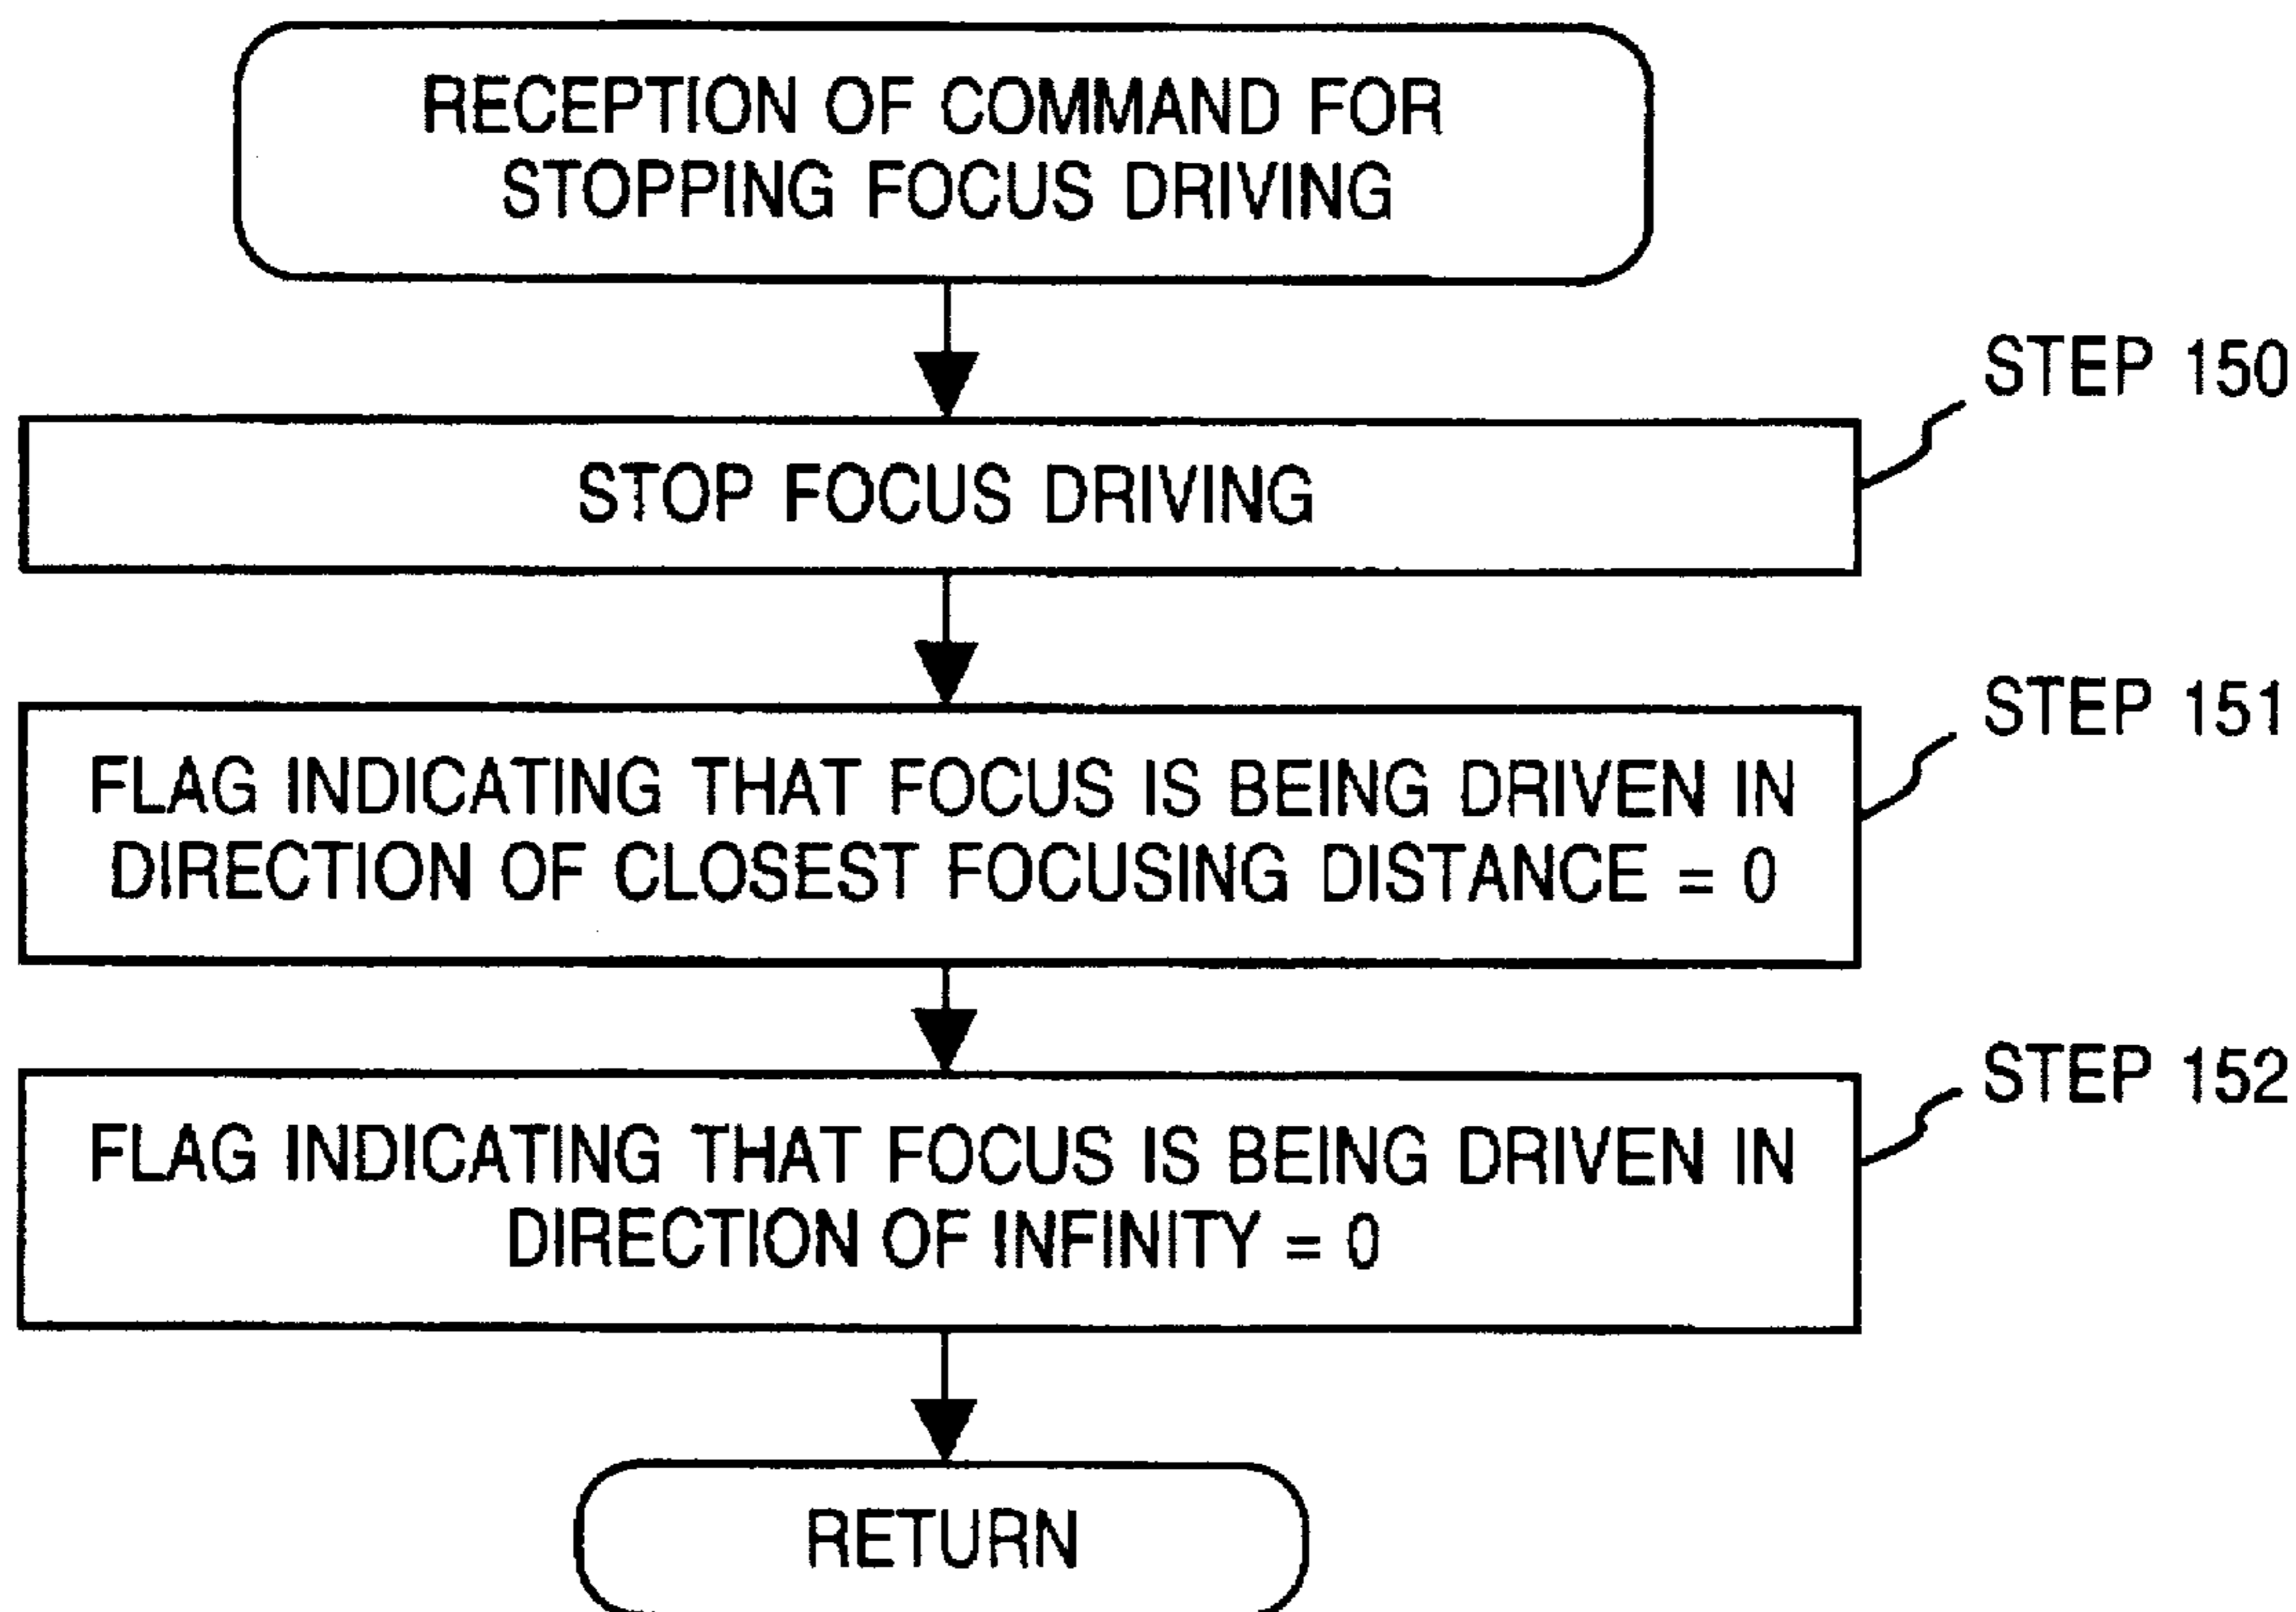 RECEPTION OF COMMAND FOR
STOPPING FOCUS DRIVING
STEP 150
STOP FOCUS DRIVING
STEP 151
FLAG INDICATING THAT FOCUS IS BEING DRIVEN IN
DIRECTION OF CLOSEST FOCUSING DISTANCE = 0
STEP 152
FLAG INDICATING THAT FOCUS IS BEING DRIVEN IN
DIRECTION OF INFINITY = 0
RETURN